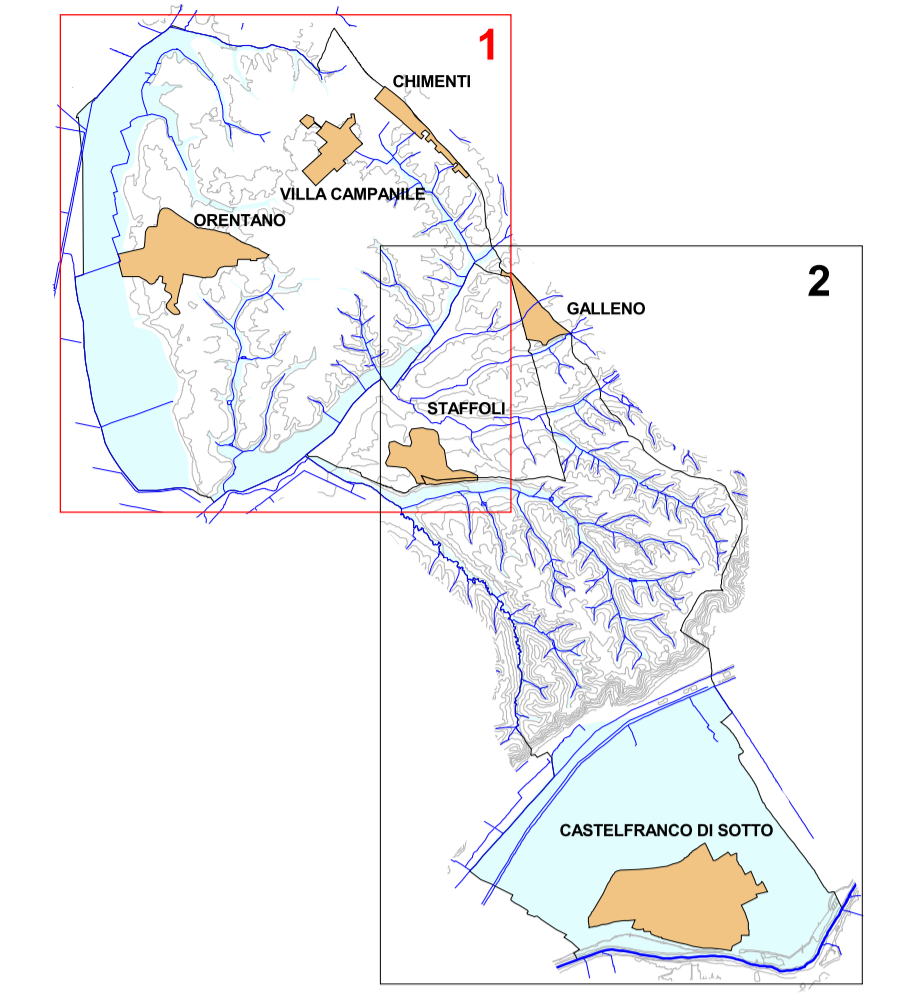 1
CHIMENTI
VILLA CAMPANILE
ORENTANO
2
GALLENO
STAFFOLI
CASTELFRANCO DI SOTTO